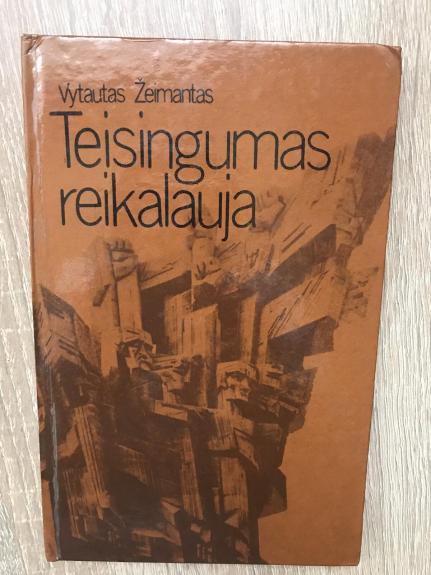 Vytautas Žeimantas
Teisingumas
reikalauja